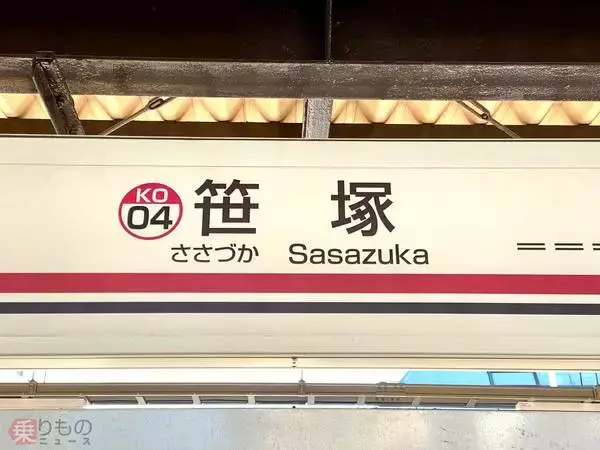 KO
04
笹塚
ささづか Sasazuka
乗りもの
ニュース